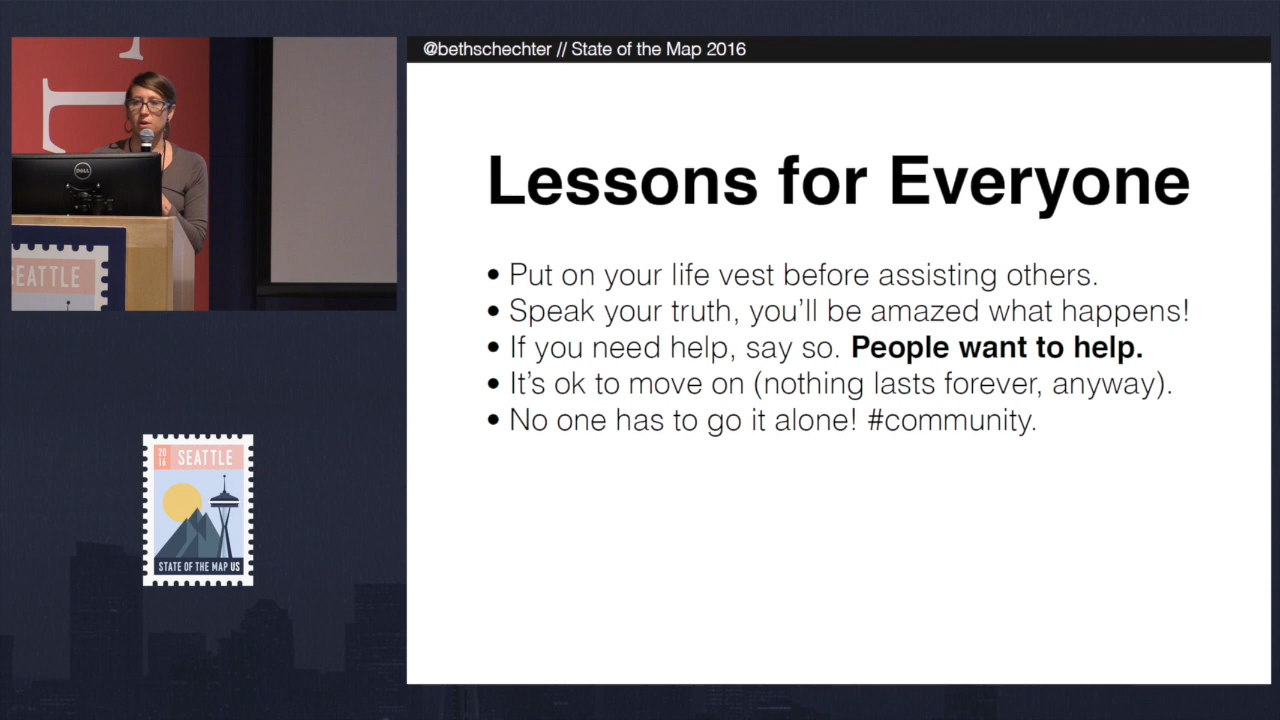 @bethschechter // State of the Map 2016
Lessons for Everyone
• Put on your life vest before assisting others.
• Speak your truth, you’ll be amazed what happens!
• If you need help, say so. People want to help.
• It’s ok to move on (nothing lasts forever, anyway).
• No one has to go it alone! #community.
DELL
SEATTLE
20
16
SEATTLE
STATE OF THE MAP US